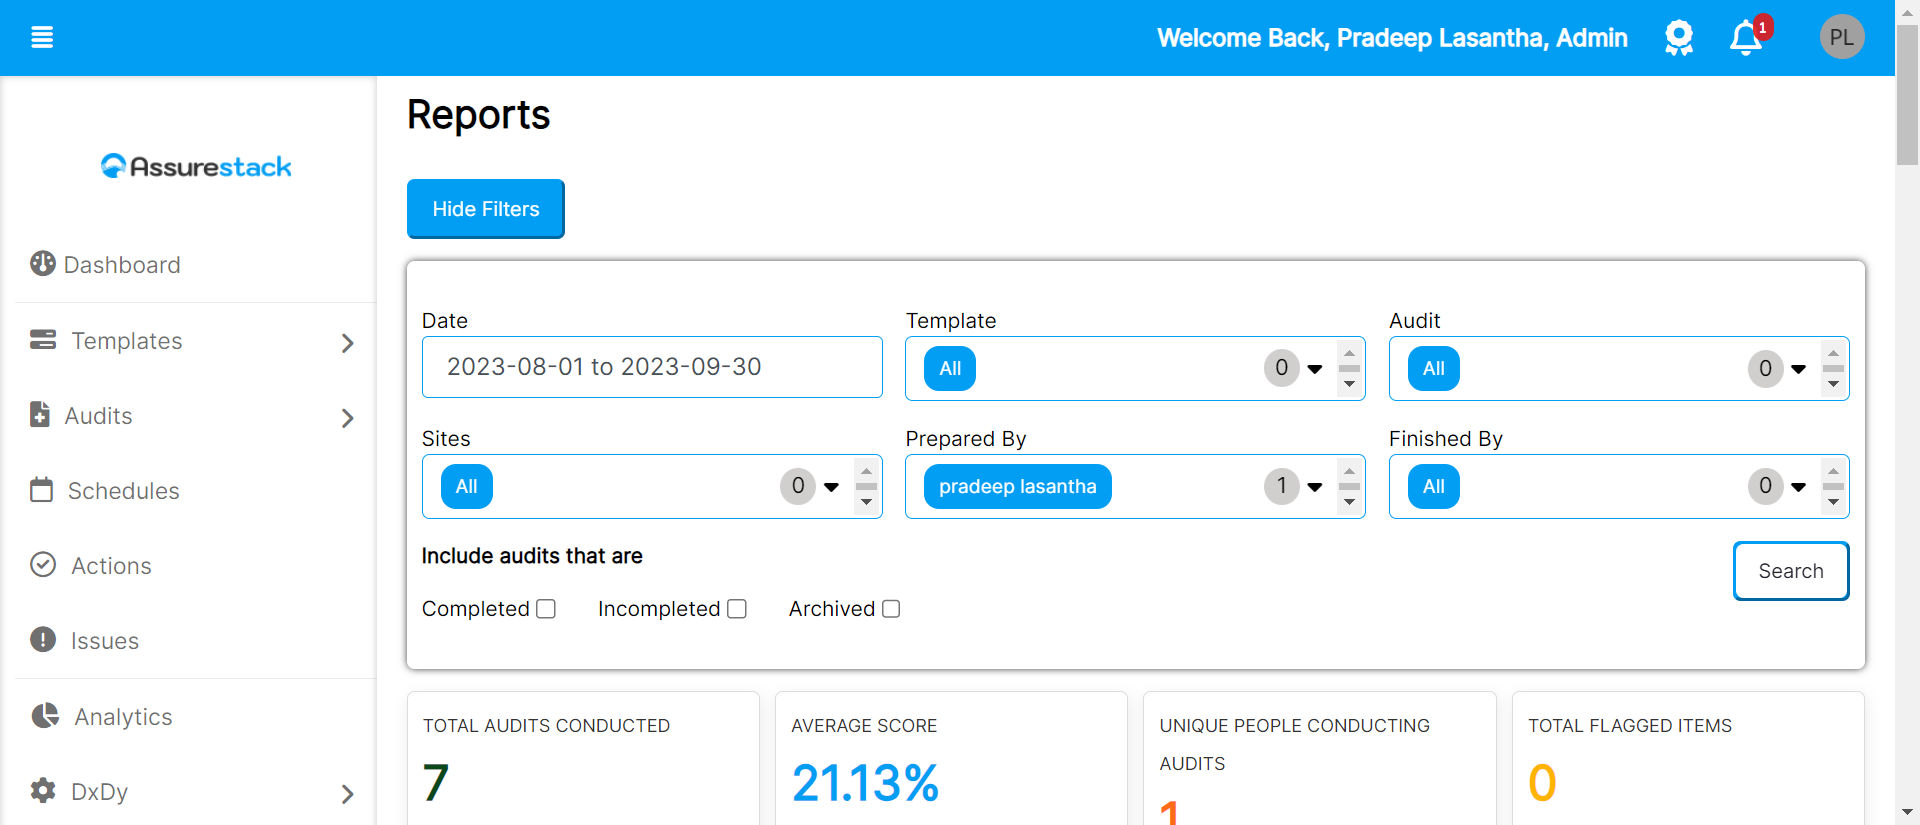 Welcome Back, Pradeep Lasantha, Admin
1
PL
Assurestack
Dashboard
Templates
Audits
Schedules
Actions
Issues
Analytics
DxDy
Reports
Hide Filters
Date
2023-08-01 to 2023-09-30
Template
All
0
Audit
All
0
Sites
All
0
Prepared By
pradeep lasantha
1
Finished By
All
0
Include audits that are
Completed
Incompleted
Archived
Search
TOTAL AUDITS CONDUCTED
7
AVERAGE SCORE
21.13%
UNIQUE PEOPLE CONDUCTING
AUDITS
1
TOTAL FLAGGED ITEMS
0